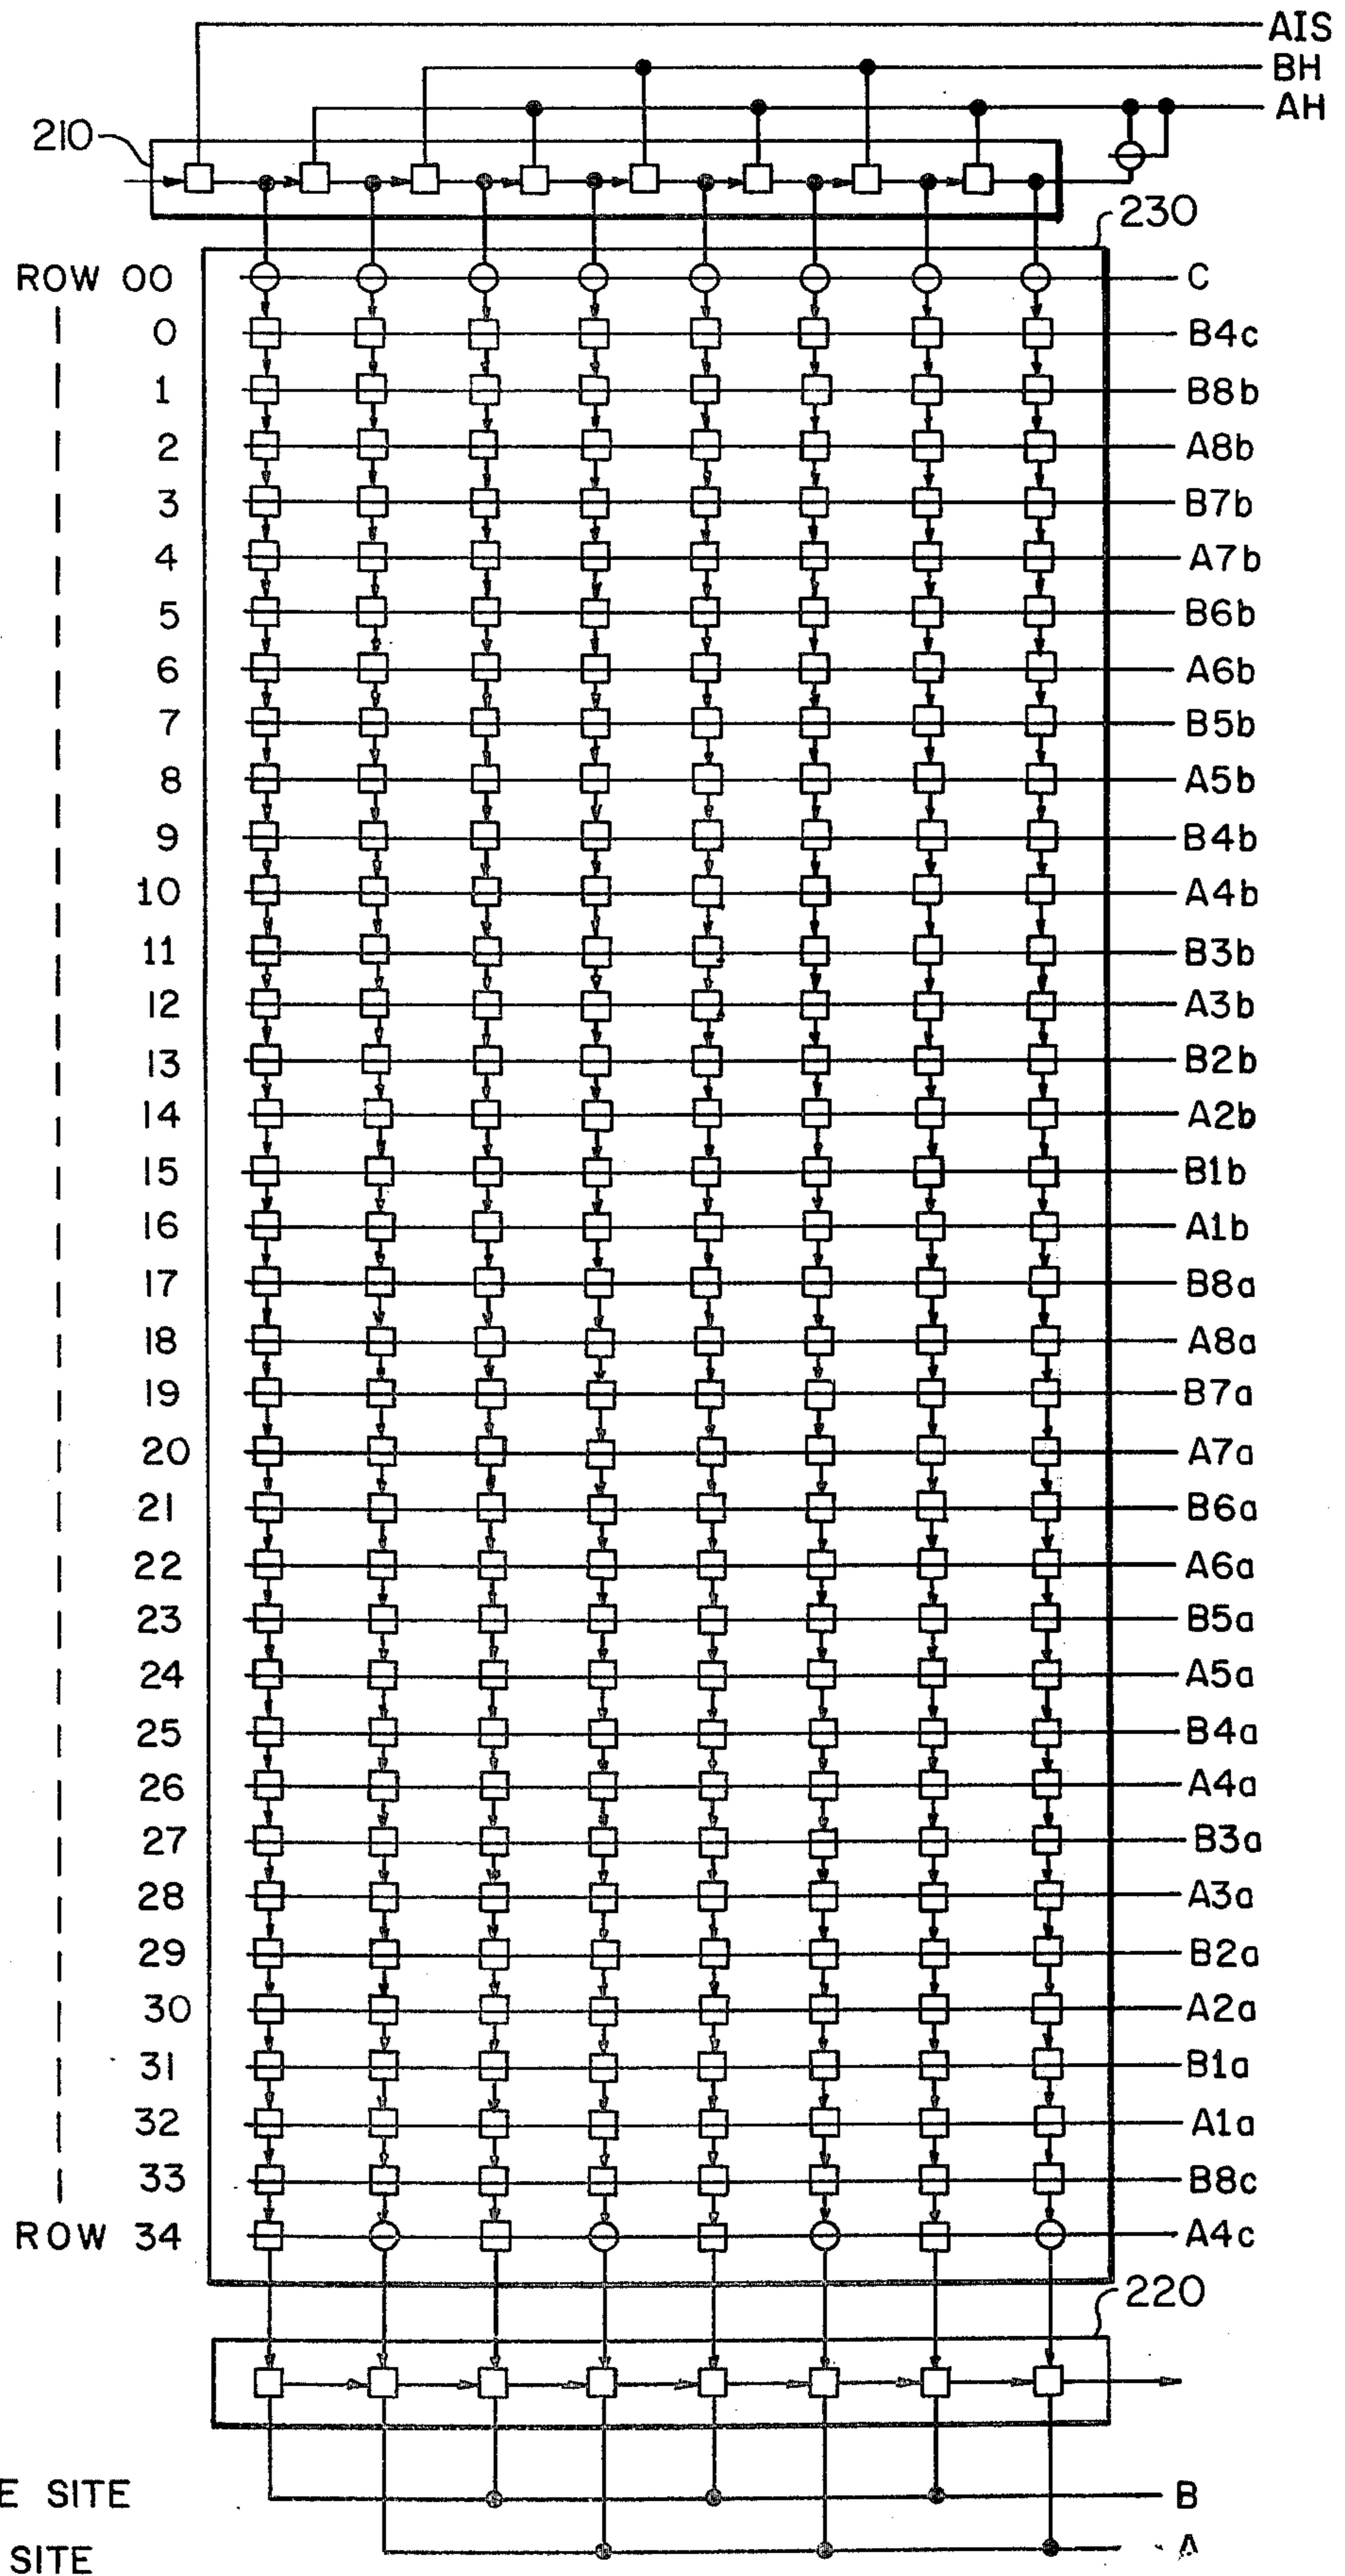 AIS
BH
AH
210
230
ROW 00 C
0 B4c
1 B8b
2 A8b
3 B7b
4 A7b
5 B6b
6 A6b
7 B5b
8 A5b
9 B4b
10 A4b
11 B3b
12 A3b
13 B2b
14 A2b
15 B1b
16 A1b
17 B8a
18 A8a
19 B7a
20 A7a
21 B6a
22 A6a
23 B5a
24 A5a
25 B4a
26 A4a
27 B3a
28 A3a
29 B2a
30 A2a
31 B1a
32 A1a
33 B8c
ROW 34 A4c
220
E SITE B
SITE A